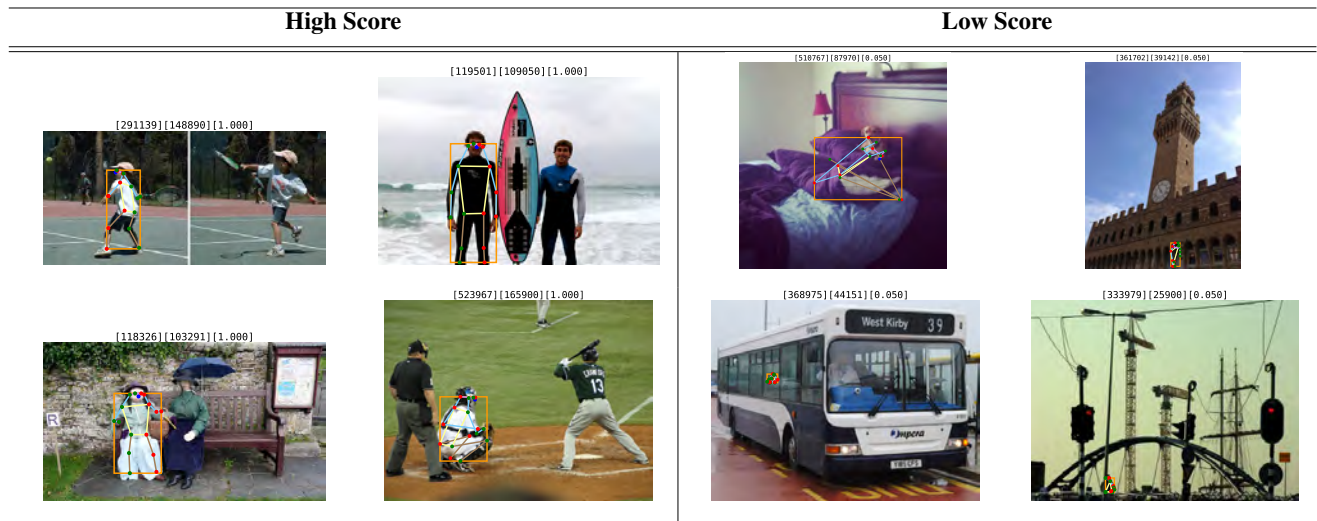 High Score
Low Score
[291139][148890][1.000]
[119501][109050][1.000]
[510767][87970][0.050]
[361702][39142][0.050]
[118326][103291][1.000]
[523967][165900][1.000]
[368975][44151][0.050]
[333979][25900][0.050]
R
13
West Kirby 39